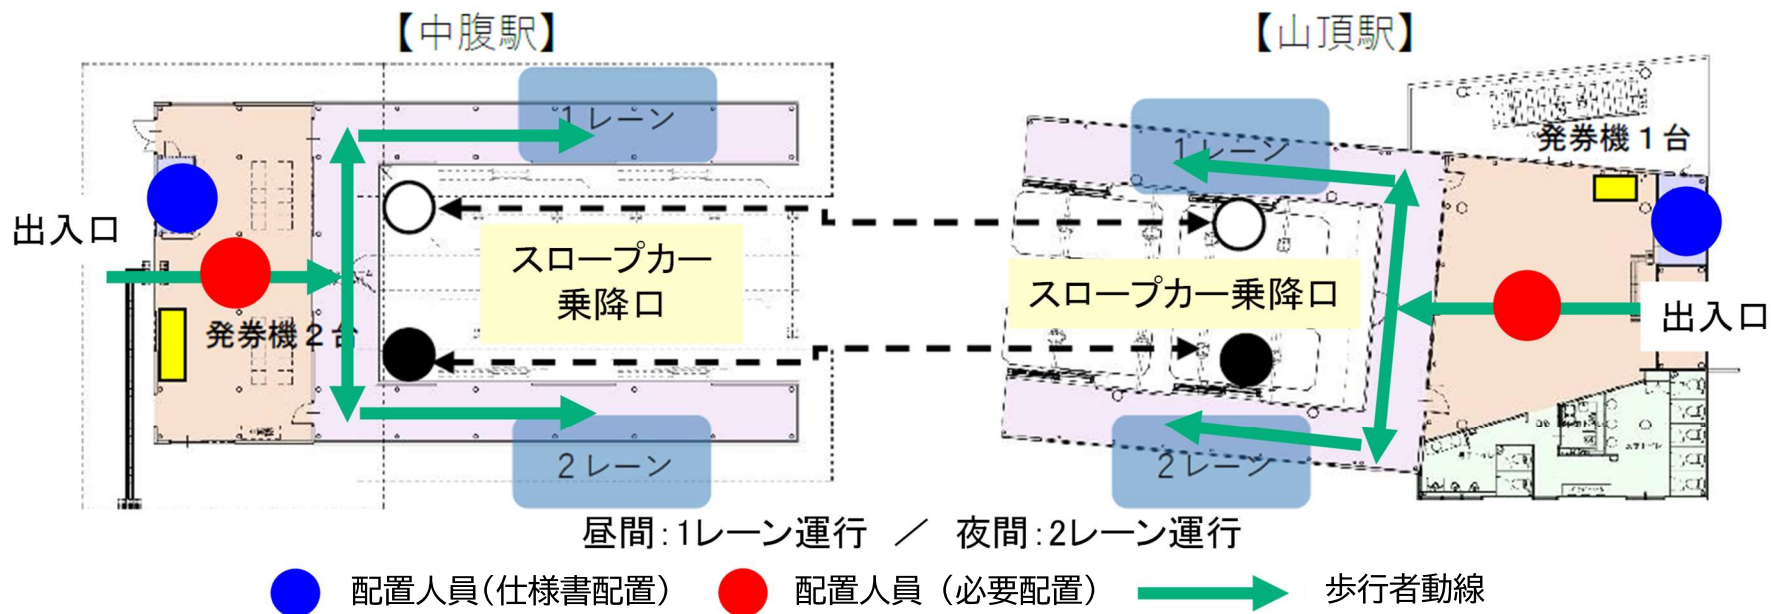 【中腹駅】
【山頂駅】
1レーン
1レーン
発券機1台
出入口
スロープカー
乗降口
スロープカー乗降口
出入口
発券機2台
2レーン
2レーン
昼間:1レーン運行 / 夜間:2レーン運行
配置人員(仕様書配置)
配置人員(必要配置)
歩行者動線